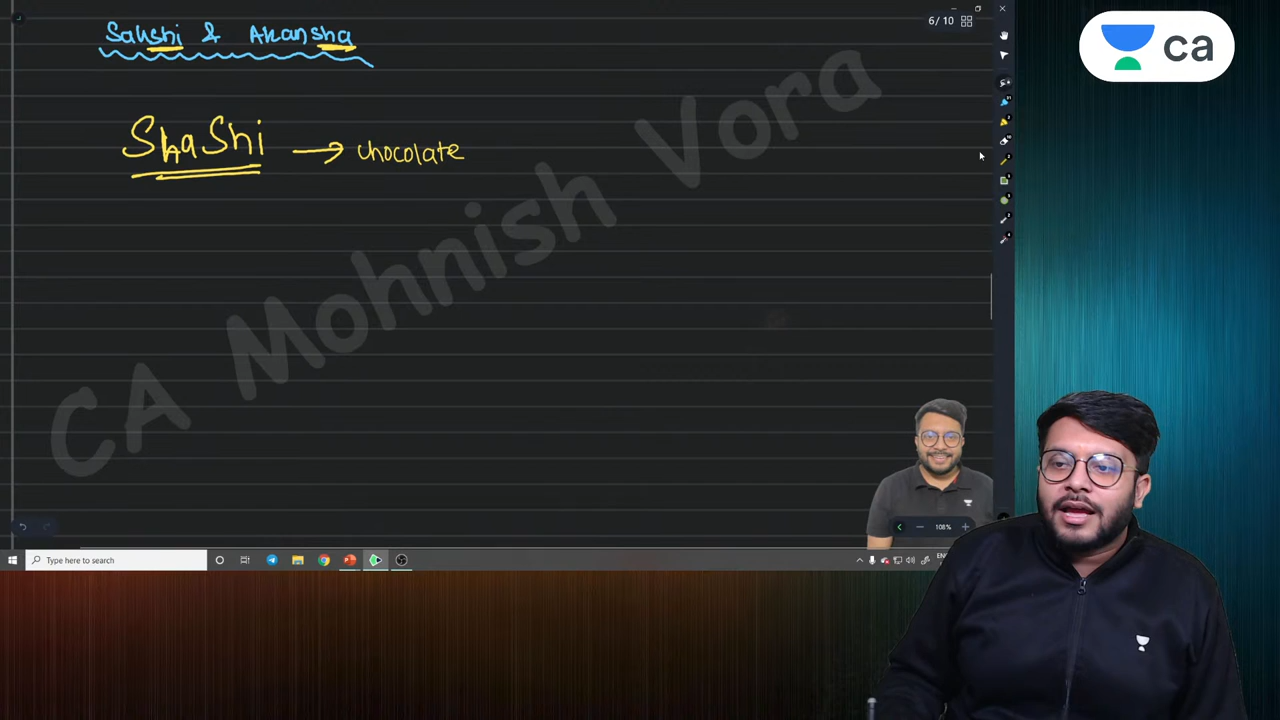 Sakshi & Akansha
6/10
ca
ShaShi → chocolate
CA Mohnish Vora
108%
Type here to search